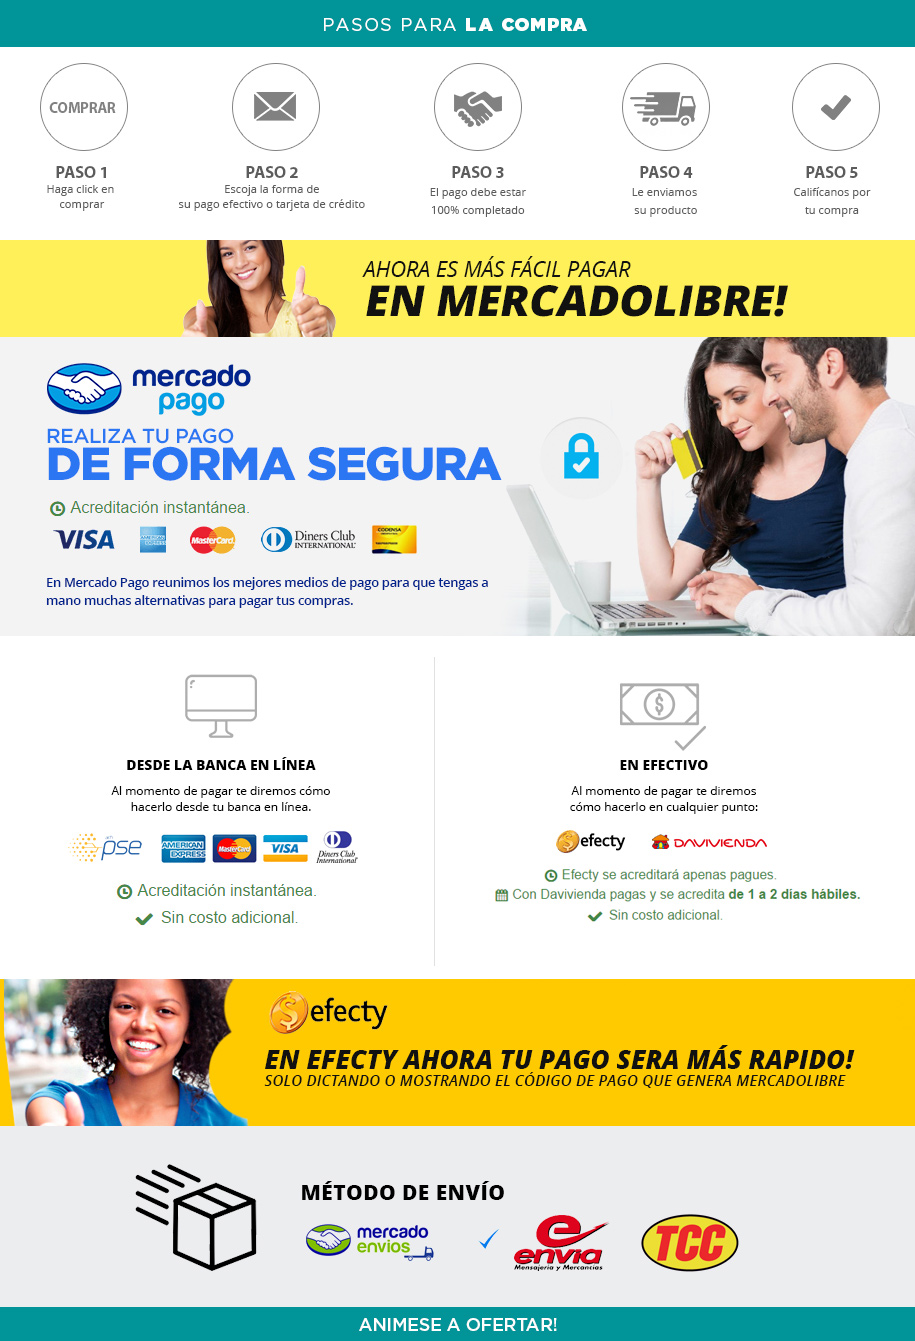 PASOS PARA LA COMPRA
COMPRAR
PASO 1
Haga click en
comprar
PASO 2
Escoja la forma de
su pago efectivo o tarjeta de crédito
PASO 3
El pago debe estar
100% completado
PASO 4
Le enviamos
su producto
PASO 5
Califícanos por
tu compra
AHORA ES MÁS FÁCIL PAGAR
EN MERCADOLIBRE!
mercado
pago
REALIZA TU PAGO
DE FORMA SEGURA
Acreditación instantánea.
VISA
AMERICAN EXPRESS
MasterCard
Diners Club
INTERNATIONAL
CODENSA
En Mercado Pago reunimos los mejores medios de pago para que tengas a
mano muchas alternativas para pagar tus compras.
DESDE LA BANCA EN LÍNEA
Al momento de pagar te diremos cómo
hacerlo desde tu banca en línea.
pse
AMERICAN EXPRESS
MasterCard
VISA
Diners Club
International
Acreditación instantánea.
Sin costo adicional.
EN EFECTIVO
Al momento de pagar te diremos
cómo hacerlo en cualquier punto:
efecty
DAVIVIENDA
Efecty se acreditará apenas pagues.
Con Davivienda pagas y se acredita de 1 a 2 días hábiles.
Sin costo adicional.
efecty
EN EFECTY AHORA TU PAGO SERA MÁS RAPIDO!
SOLO DICTANDO O MOSTRANDO EL CÓDIGO DE PAGO QUE GENERA MERCADOLIBRE
MÉTODO DE ENVÍO
mercado
envios
e
envia
Mensajería y Mercancías
TCC
ANIMESE A OFERTAR!